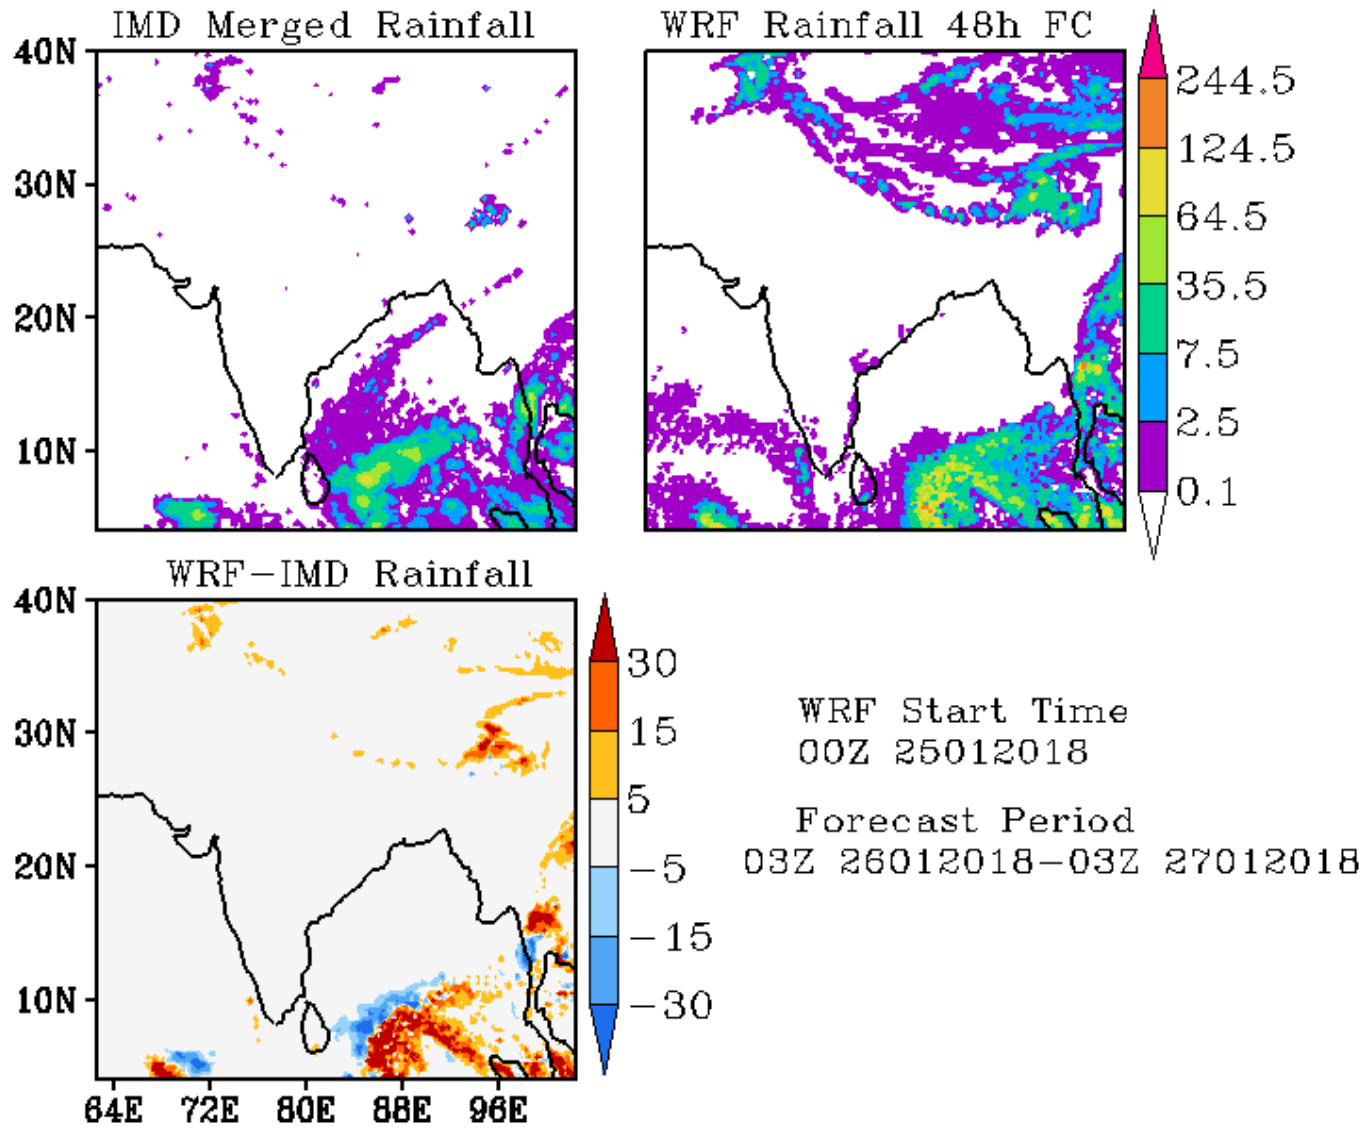 IMD Merged Rainfall
WRF Rainfall 48h FC
40N
30N
20N
10N
244.5
124.5
64.5
35.5
7.5
2.5
0.1
WRF-IMD Rainfall
40N
30N
20N
10N
64E 72E 80E 88E 96E
30
15
5
-5
-15
-30
WRF Start Time
00Z 25012018
Forecast Period
03Z 26012018-03Z 27012018